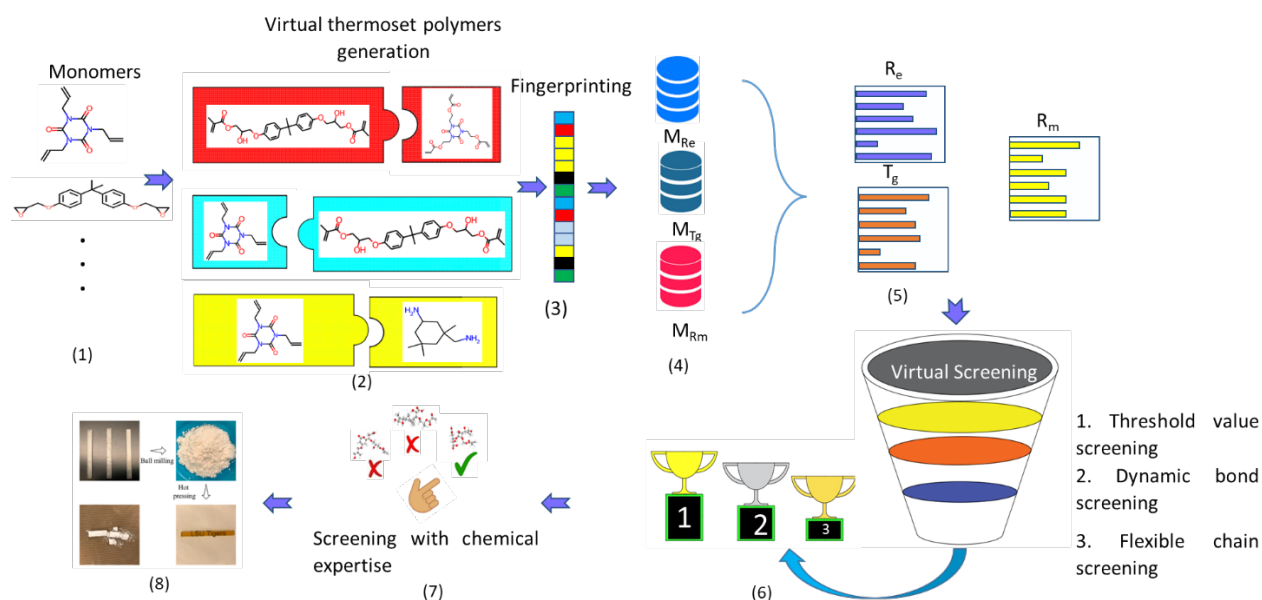 Virtual thermoset polymers
generation
Monomers
Fingerprinting
(1)
(2)
(3)
M_Re
M_Tg
M_Rm
(4)
R_e
T_g
R_m
(5)
Virtual Screening
1. Threshold value
screening
2. Dynamic bond
screening
3. Flexible chain
screening
1
2
3
(6)
Screening with chemical
expertise
(7)
Ball milling
Hot
pressing
LSU Tigers
(8)